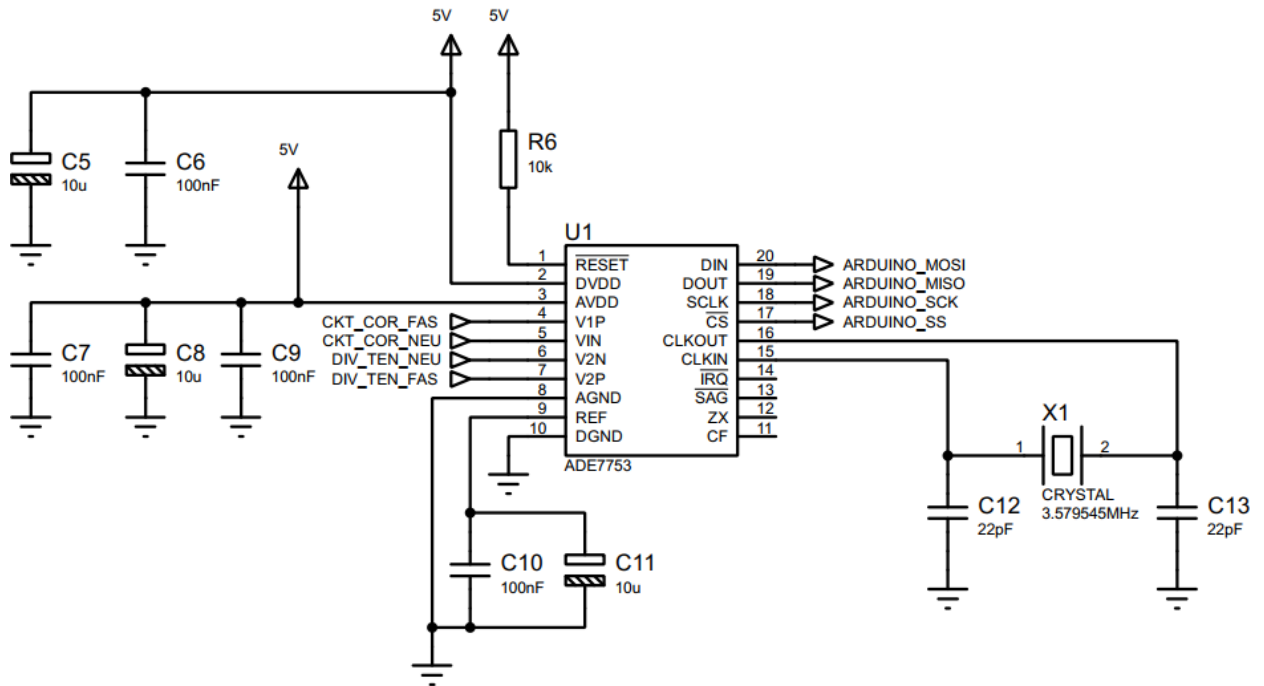 5V
5V
C5
10u
C6
100nF
R6
10k
5V
C7
100nF
C8
10u
C9
100nF
U1
1 RESET
2 DVDD
3 AVDD
CKT_COR_FAS 4 V1P
CKT_COR_NEU 5 VIN
DIV_TEN_NEU 6 V2N
DIV_TEN_FAS 7 V2P
8 AGND
9 REF
10 DGND
DIN 20 ARDUINO_MOSI
DOUT 19 ARDUINO_MISO
SCLK 18 ARDUINO_SCK
CS 17 ARDUINO_SS
CLKOUT 16
CLKIN 15
IRQ 14
SAG 13
ZX 12
CF 11
ADE7753
X1
1 2
CRYSTAL
3.579545MHz
C12
22pF
C13
22pF
C10
100nF
C11
10u